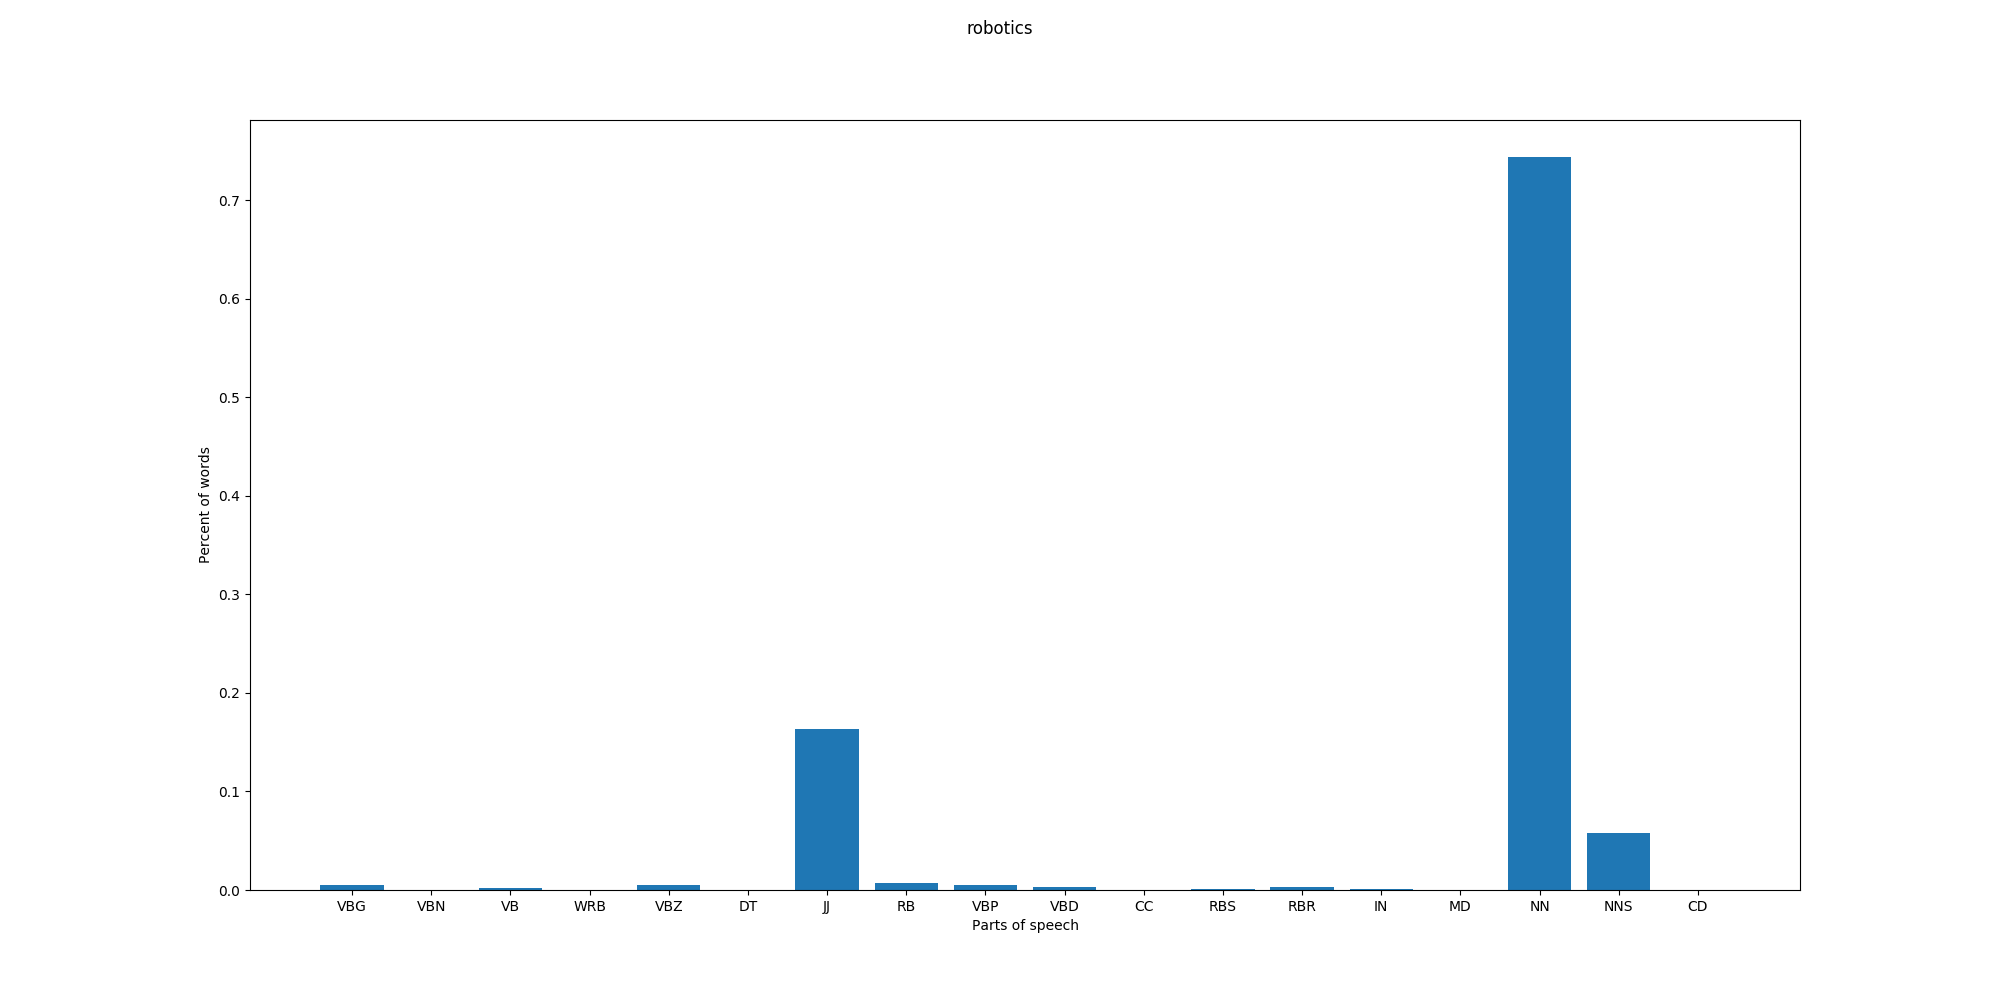 robotics
Percent of words
0.7
0.6
0.5
0.4
0.3
0.2
0.1
0.0
VBG VBN VB WRB VBZ DT JJ RB VBP VBD CC RBS RBR IN MD NN NNS CD
Parts of speech